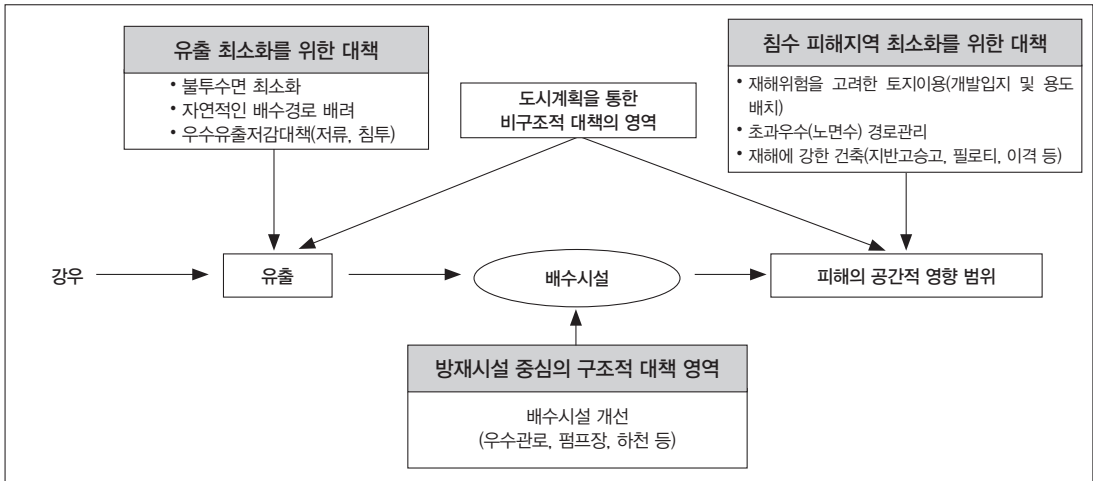 유출 최소화를 위한 대책
• 불투수면 최소화
• 자연적인 배수경로 배려
• 우수유출저감대책(저류, 침투)
도시계획을 통한
비구조적 대책의 영역
침수 피해지역 최소화를 위한 대책
• 재해위험을 고려한 토지이용(개발입지 및 용도
배치)
• 초과우수(노면수) 경로관리
• 재해에 강한 건축(지반고승고, 필로티, 이격 등)
강우
유출
배수시설
피해의 공간적 영향 범위
방재시설 중심의 구조적 대책 영역
배수시설 개선
(우수관로, 펌프장, 하천 등)